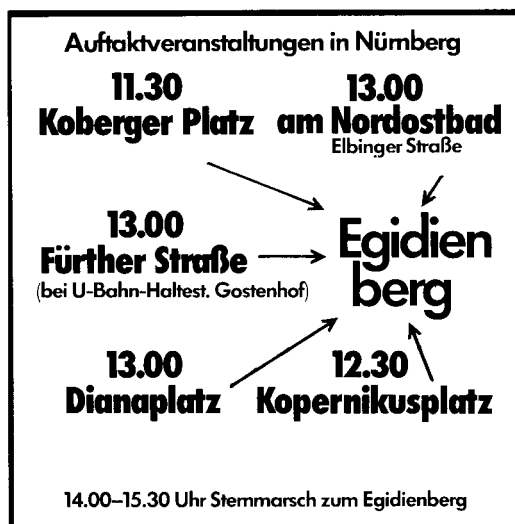 Auftaktveranstaltungen in Nürnberg
11.30
Koberger Platz
13.00
am Nordostbad
Elbinger Straße
13.00
Fürther Straße
(bei U-Bahn-Haltest. Gostenhof)
Egidien
berg
13.00
Dianaplatz
12.30
Kopernikusplatz
14.00–15.30 Uhr Sternmarsch zum Egidienberg